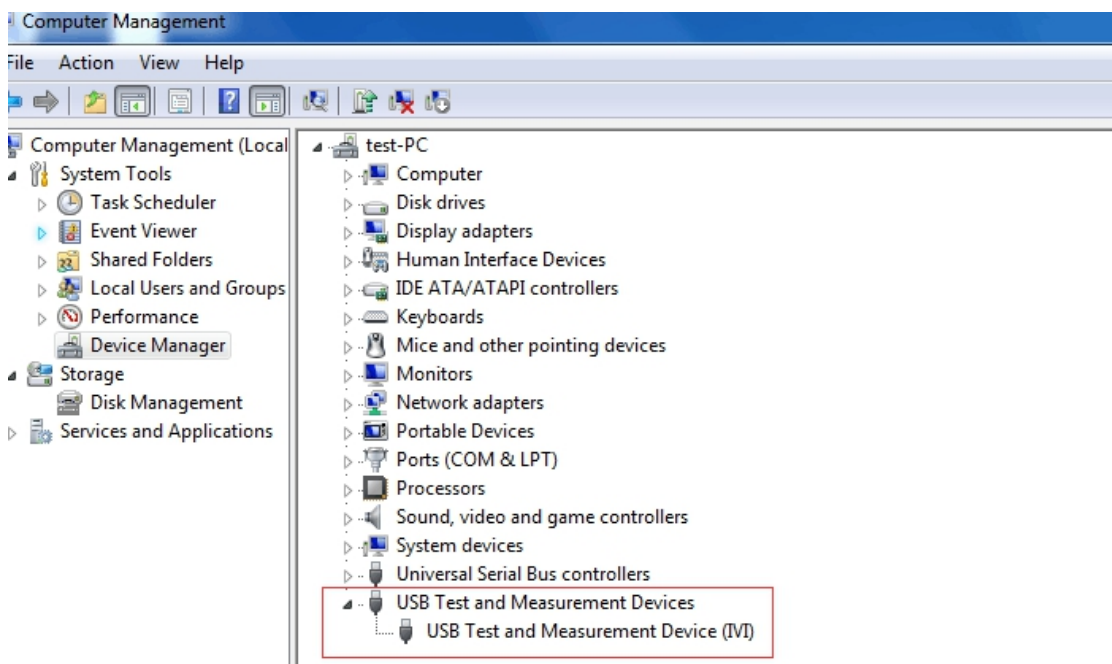 Computer Management
File Action View Help
Computer Management (Local
System Tools
Task Scheduler
Event Viewer
Shared Folders
Local Users and Groups
Performance
Device Manager
Storage
Disk Management
Services and Applications
test-PC
Computer
Disk drives
Display adapters
Human Interface Devices
IDE ATA/ATAPI controllers
Keyboards
Mice and other pointing devices
Monitors
Network adapters
Portable Devices
Ports (COM & LPT)
Processors
Sound, video and game controllers
System devices
Universal Serial Bus controllers
USB Test and Measurement Devices
USB Test and Measurement Device (IVI)